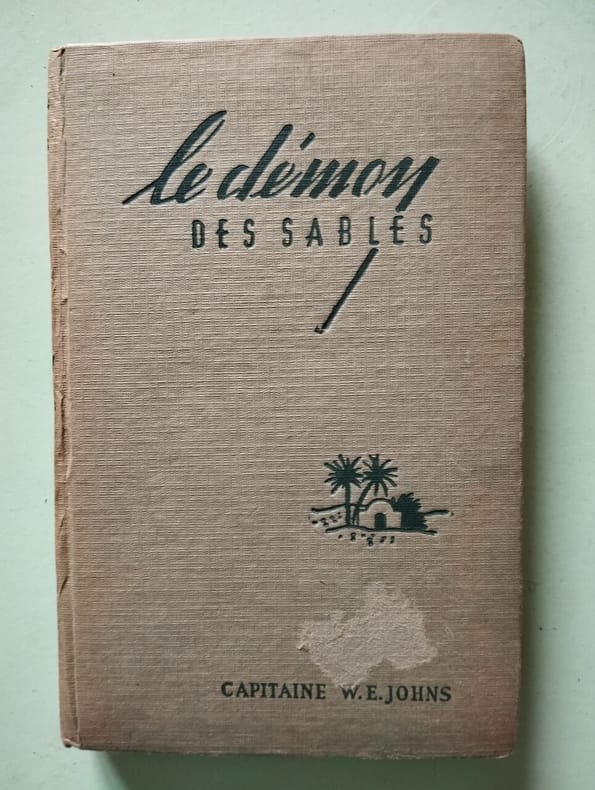 le démon
DES SABLES
CAPITAINE W.E. JOHNS